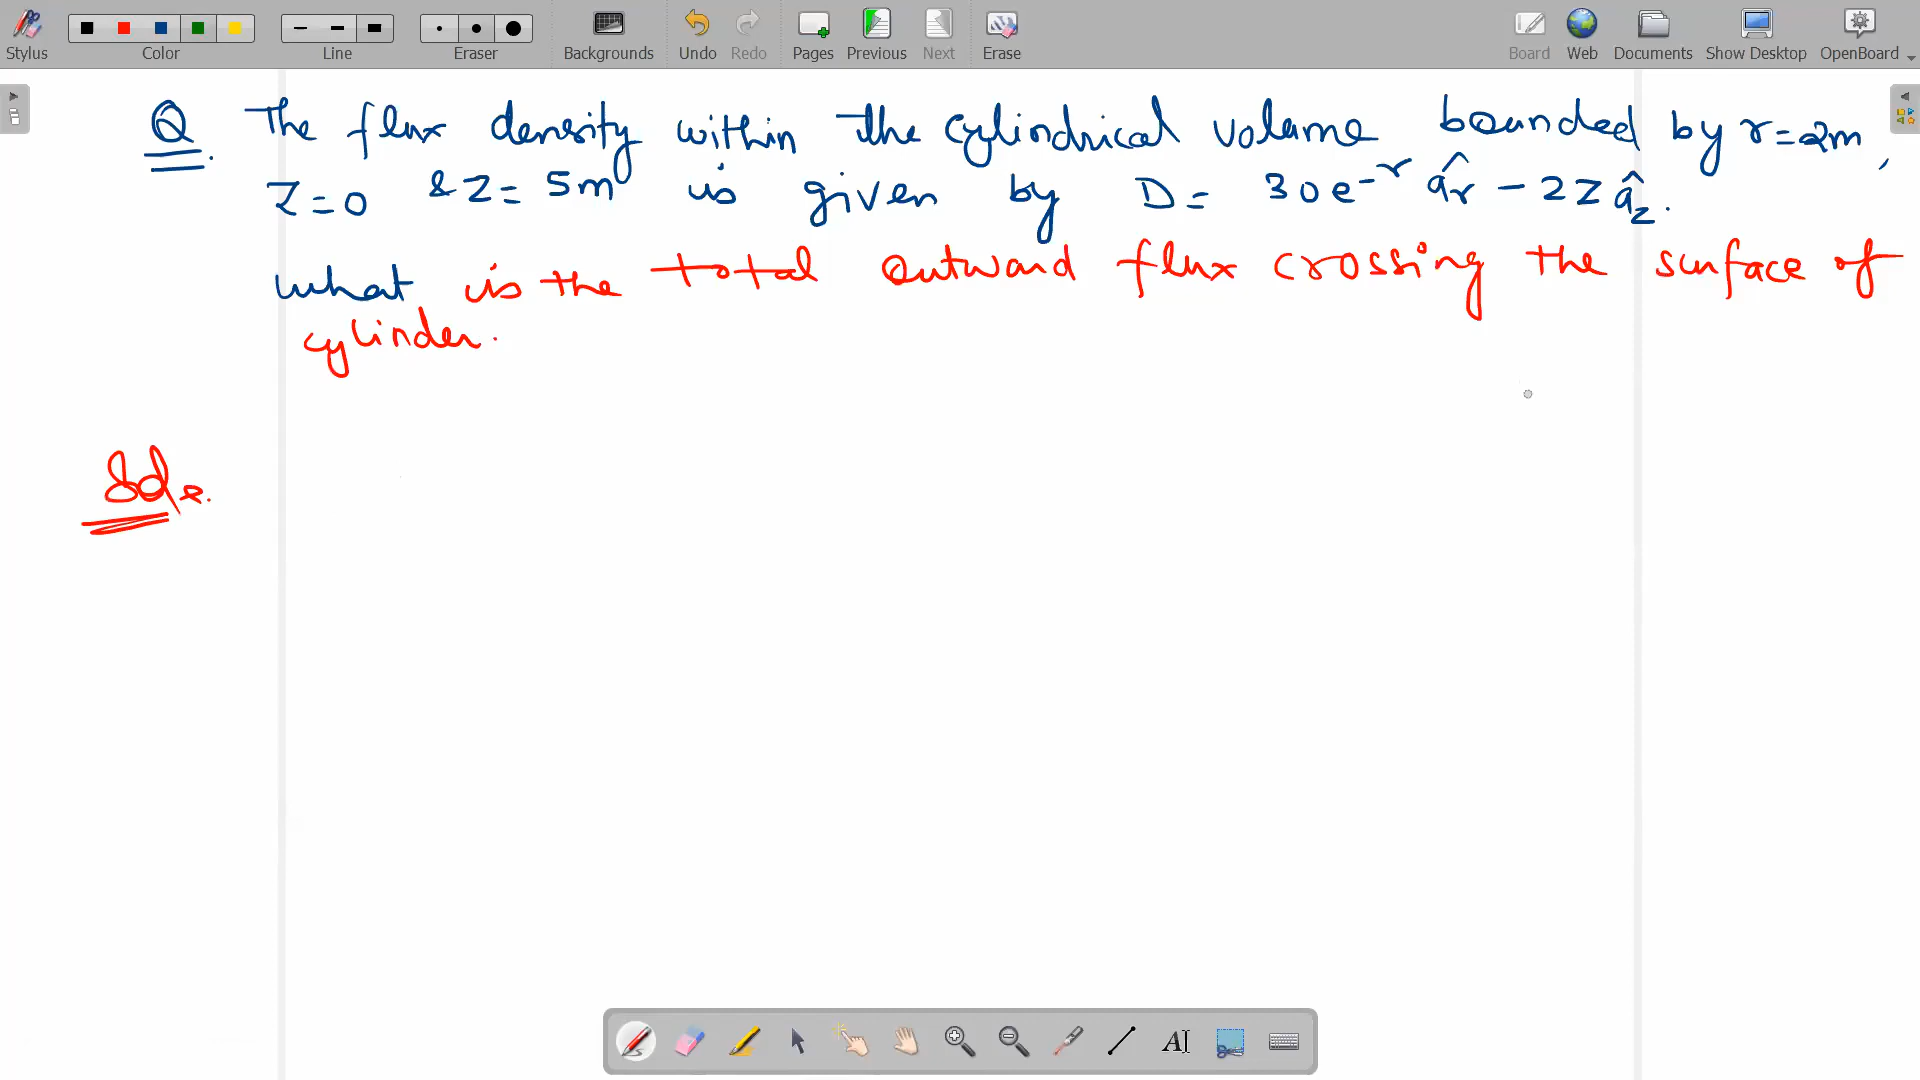 Stylus Color Line Eraser Backgrounds Undo Redo Pages Previous Next Erase Board Web Documents Show Desktop OpenBoard
Q. The flux density within the cylindrical volume bounded by r=2m,
Z=0 & Z= 5m is given by D= 30e^-r âr - 2Z âz.
what is the total outward flux crossing the surface of
cylinder.
Sol.
AI